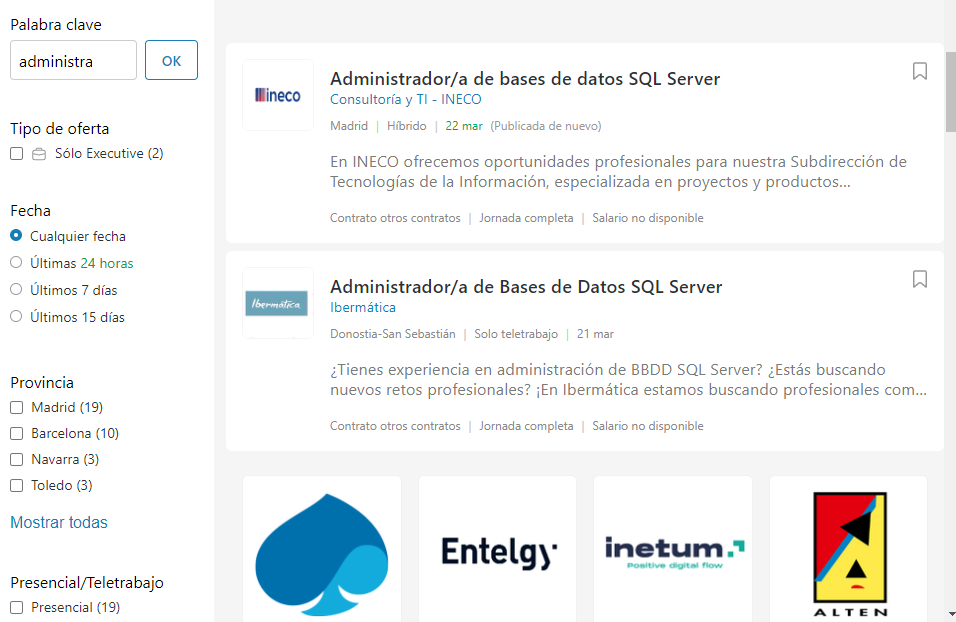 Palabra clave
administra
OK
Tipo de oferta
Sólo Executive (2)
Fecha
Cualquier fecha
Últimas 24 horas
Últimos 7 días
Últimos 15 días
Provincia
Madrid (19)
Barcelona (10)
Navarra (3)
Toledo (3)
Mostrar todas
Presencial/Teletrabajo
Presencial (19)
ineco
Administrador/a de bases de datos SQL Server
Consultoría y TI - INECO
Madrid | Híbrido | 22 mar (Publicada de nuevo)
En INECO ofrecemos oportunidades profesionales para nuestra Subdirección de
Tecnologías de la Información, especializada en proyectos y productos...
Contrato otros contratos | Jornada completa | Salario no disponible
Ibermática
Administrador/a de Bases de Datos SQL Server
Ibermática
Donostia-San Sebastián | Solo teletrabajo | 21 mar
¿Tienes experiencia en administración de BBDD SQL Server? ¿Estás buscando
nuevos retos profesionales? ¡En Ibermática estamos buscando profesionales com...
Contrato otros contratos | Jornada completa | Salario no disponible
Entelgy
inetum.
Positive digital flow
ALTEN